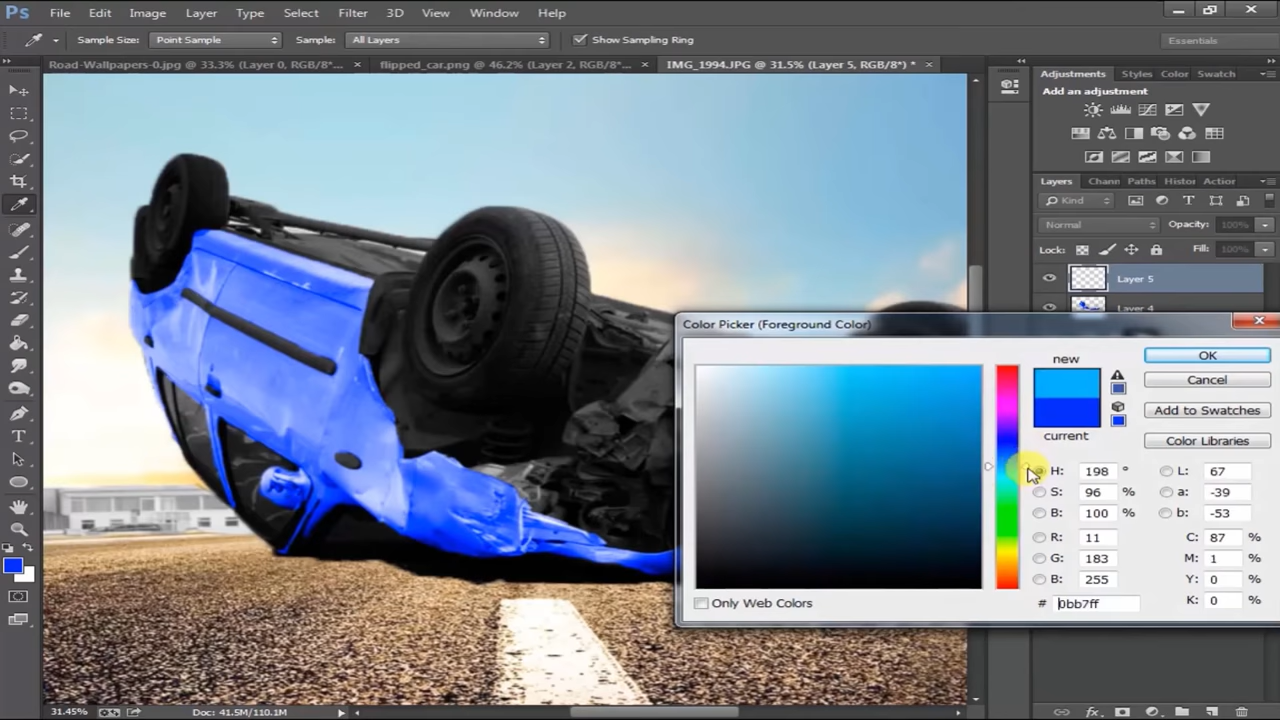 Ps File Edit Image Layer Type Select Filter 3D View Window Help
Sample Size: Point Sample Sample: All Layers Show Sampling Ring Essentials
Road-Wallpapers-0.jpg @ 33.3% (Layer 0, RGB/8*... × flipped_car.png @ 46.2% (Layer 2, RGB/8*... × IMG_1994.JPG @ 31.5% (Layer 5, RGB/8*) * ×
Adjustments Styles Color Swatch
Add an adjustment
Layers Chann Paths Histor Action
Kind
Normal Opacity: 100%
Lock: Fill: 100%
Layer 5
Layer 4
Color Picker (Foreground Color)
new
current
OK
Cancel
Add to Swatches
Color Libraries
H: 198 °
S: 96 %
B: 100 %
R: 11
G: 183
B: 255
L: 67
a: -39
b: -53
C: 87 %
M: 1 %
Y: 0 %
K: 0 %
Only Web Colors
# 0bb7ff
31.45% Doc: 41.5M/110.1M